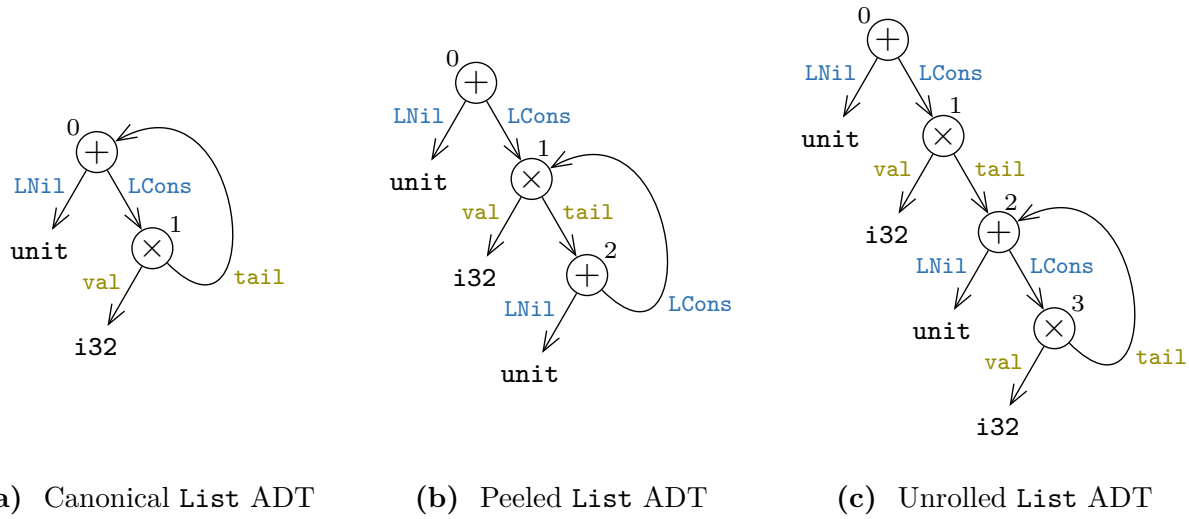 0
+
LNil LCons
1
unit ×
val tail
i32
0
+
LNil LCons
1
unit ×
val tail
2
i32 +
LNil LCons
unit
0
+
LNil LCons
1
unit ×
val tail
2
i32 +
LNil LCons
3
unit ×
val tail
i32
a) Canonical List ADT
(b) Peeled List ADT
(c) Unrolled List ADT